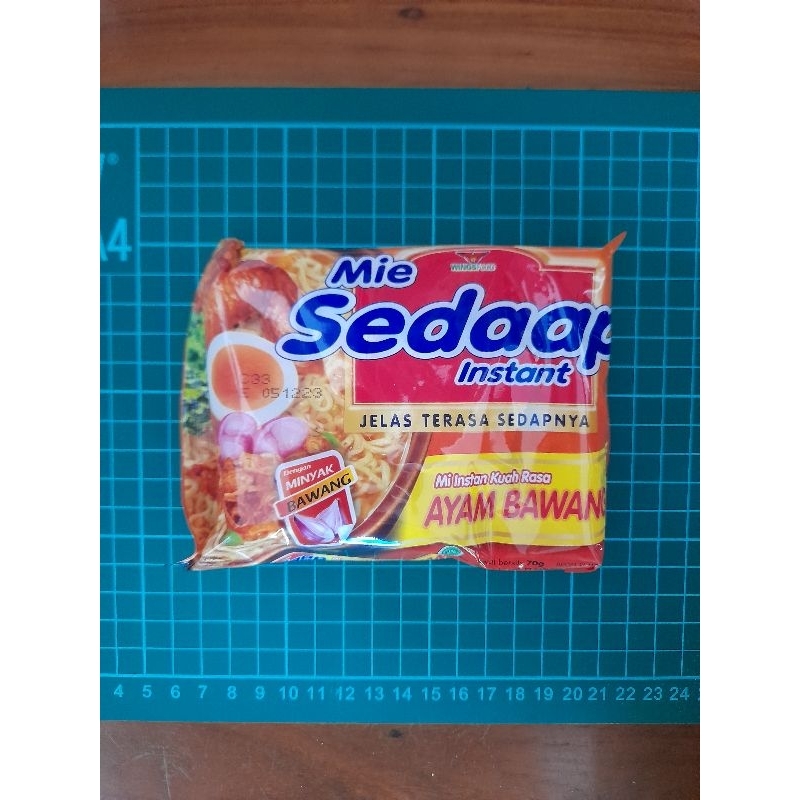 A4
WINGSFOOD
Mie
Sedaap
Instant
JELAS TERASA SEDAPNYA
Dengan
MINYAK
BAWANG
Mi Instan Kuah Rasa
AYAM BAWANG
70g
4 5 6 7 8 9 10 11 12 13 14 15 16 17 18 19 20 21 22 23 24